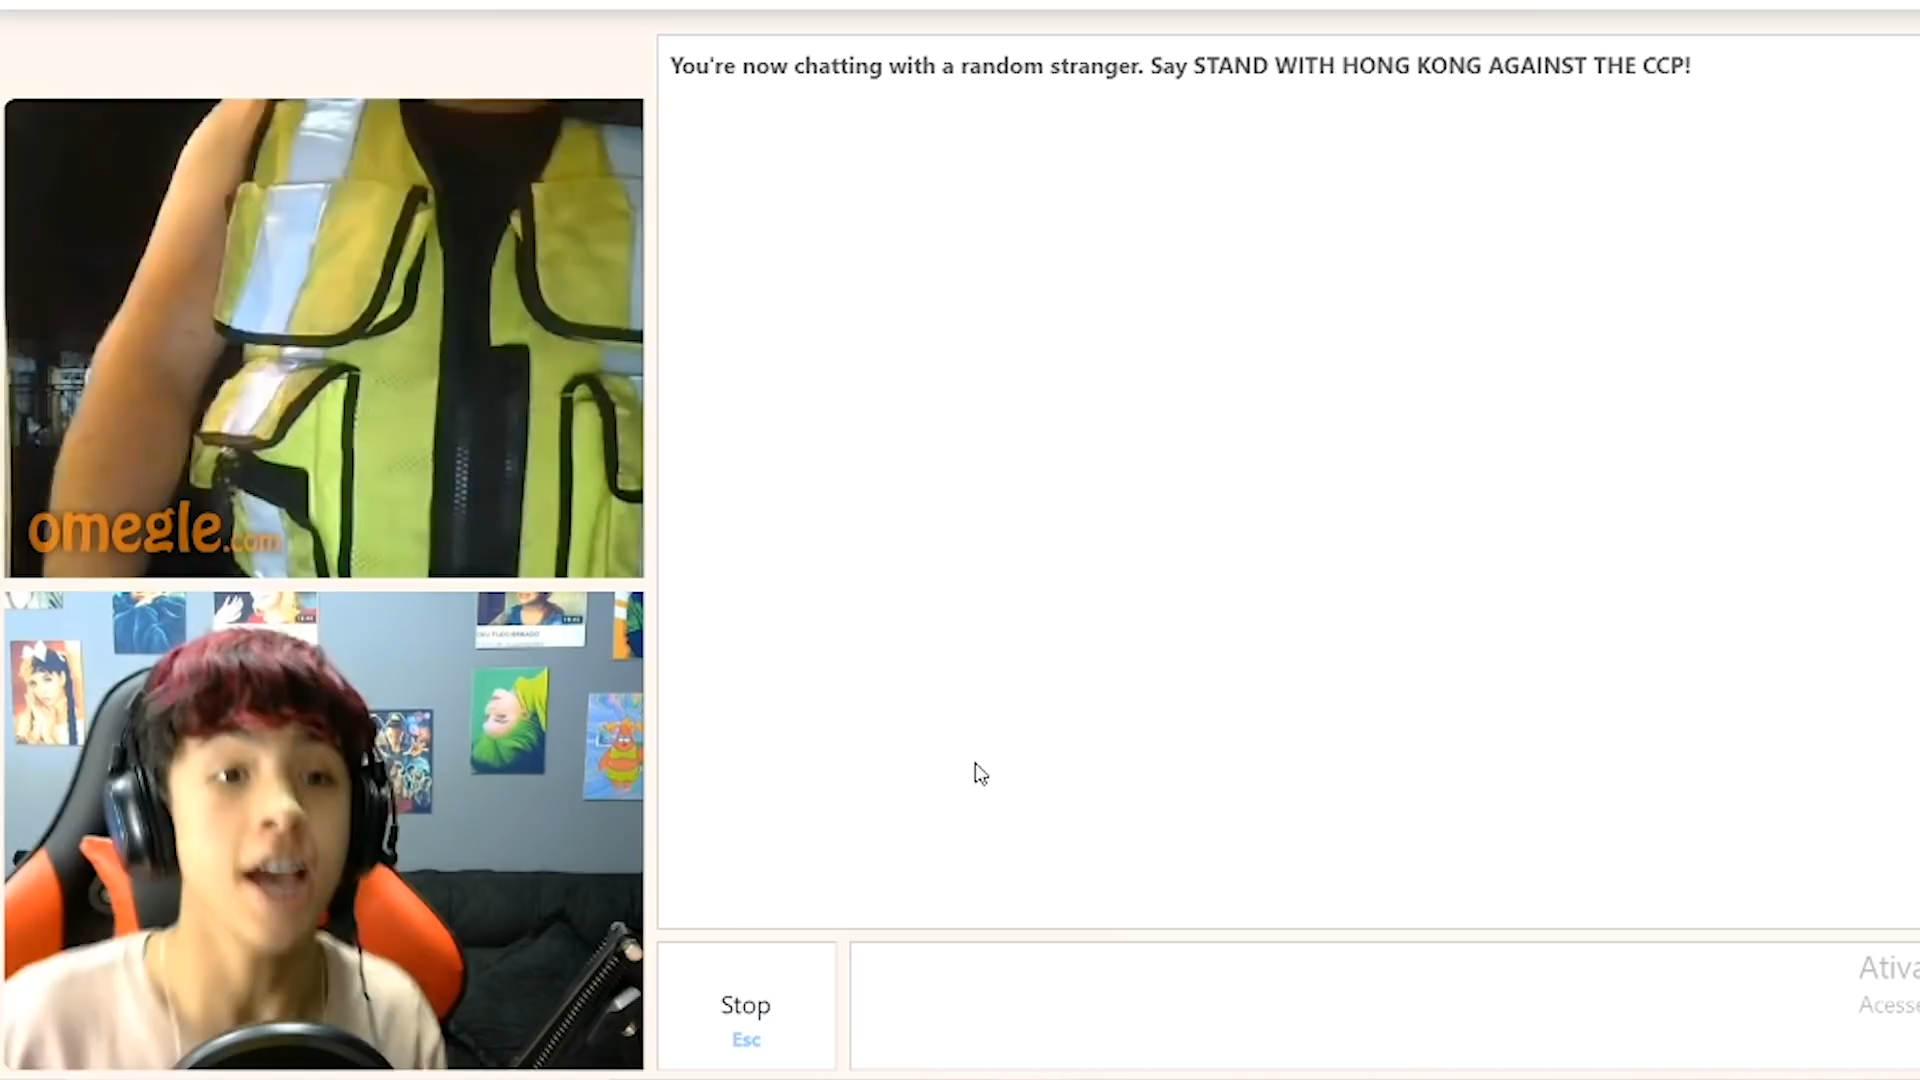 You're now chatting with a random stranger. Say STAND WITH HONG KONG AGAINST THE CCP!
omegle.com
Stop
Esc
Ativa
Acesse